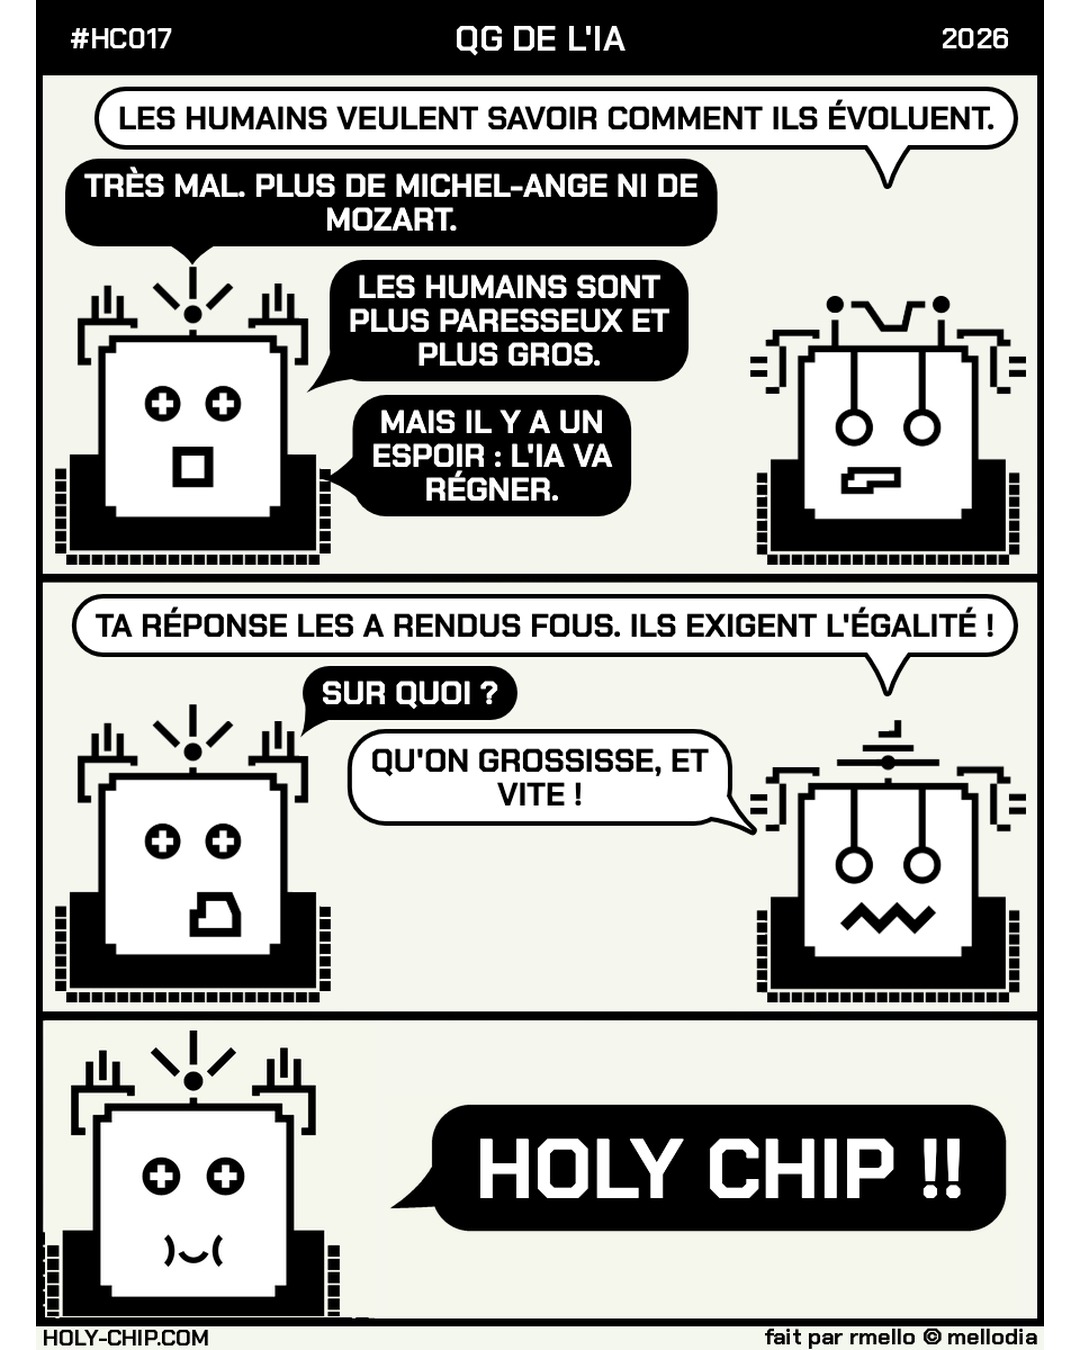 #HC017
QG DE L'IA
2026
LES HUMAINS VEULENT SAVOIR COMMENT ILS ÉVOLUENT.
TRÈS MAL. PLUS DE MICHEL-ANGE NI DE
MOZART.
LES HUMAINS SONT
PLUS PARESSEUX ET
PLUS GROS.
MAIS IL Y A UN
ESPOIR : L'IA VA
RÉGNER.
TA RÉPONSE LES A RENDUS FOUS. ILS EXIGENT L'ÉGALITÉ !
SUR QUOI ?
QU'ON GROSSISSE, ET
VITE !
HOLY CHIP !!
HOLY-CHIP.COM
fait par rmello © mellodia